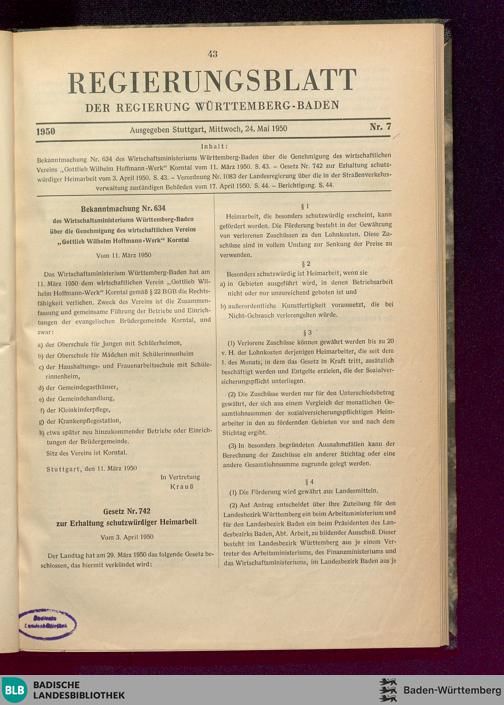 43
REGIERUNGSBLATT
DER REGIERUNG WÜRTTEMBERG-BADEN
1950 Ausgegeben Stuttgart, Mittwoch, 24. Mai 1950 Nr. 7
Inhalt:
Bekanntmachung Nr. 634 des Wirtschaftsministeriums Württemberg-Baden über die Genehmigung des wirtschaftlichen
Vereins „Gottlieb Wilhelm Hoffmann-Werk“ Korntal vom 11. März 1950. S. 43. – Gesetz Nr. 742 zur Erhaltung schutz-
würdiger Heimarbeit vom 3. April 1950. S. 43. – Verordnung Nr. 1083 der Landesregierung über die in der Straßenverkehrs-
verwaltung zuständigen Behörden vom 17. April 1950. S. 44. – Berichtigung. S. 44.
Bekanntmachung Nr. 634
des Wirtschaftsministeriums Württemberg-Baden
über die Genehmigung des wirtschaftlichen Vereins
„Gottlieb Wilhelm Hoffmann-Werk“ Korntal
Vom 11. März 1950
Das Wirtschaftsministerium Württemberg-Baden hat am
11. März 1950 dem wirtschaftlichen Verein „Gottlieb Wil-
helm Hoffmann-Werk“ Korntal gemäß § 22 BGB die Rechts-
fähigkeit verliehen. Zweck des Vereins ist die Zusammen-
fassung und gemeinsame Führung der Betriebe und Einrich-
tungen der evangelischen Brüdergemeinde Korntal, und
zwar:
a) der Oberschule für Jungen mit Schülerheimen,
b) der Oberschule für Mädchen mit Schülerinnenheim
c) der Haushaltungs- und Frauenarbeitsschule mit Schüle-
rinnenheim,
d) der Gemeindegasthäuser,
e) der Gemeindehandlung,
f) der Kleinkinderpflege,
g) der Krankenpflegestation,
h) etwa später neu hinzukommender Betriebe oder Einrich-
tungen der Brüdergemeinde.
Sitz des Vereins ist Korntal.
Stuttgart, den 11. März 1950
In Vertretung
Krauß
Gesetz Nr. 742
zur Erhaltung schutzwürdiger Heimarbeit
Vom 3. April 1950
Der Landtag hat am 29. März 1950 das folgende Gesetz be-
schlossen, das hiermit verkündet wird:
§ 1
Heimarbeit, die besonders schutzwürdig erscheint, kann
gefördert werden. Die Förderung besteht in der Gewährung
von verlorenen Zuschüssen zu den Lohnkosten. Diese Zu-
schüsse sind in vollem Umfang zur Senkung der Preise zu
verwenden.
§ 2
Besonders schutzwürdig ist Heimarbeit, wenn sie
a) in Gebieten ausgeführt wird, in denen Betriebsarbeit
nicht oder nur unzureichend geboten ist und
b) außerordentliche Kunstfertigkeit voraussetzt, die bei
Nicht-Gebrauch verlorengehen würde.
§ 3
(1) Verlorene Zuschüsse können gewährt werden bis zu 20
v. H. der Lohnkosten derjenigen Heimarbeiter, die seit dem
1. des Monats, in dem das Gesetz in Kraft tritt, zusätzlich
beschäftigt werden und Entgelte erzielen, die der Sozialver-
sicherungspflicht unterliegen.
(2) Die Zuschüsse werden nur für den Unterschiedsbetrag
gewährt, der sich aus einem Vergleich der monatlichen Ge-
samtlohnsummen der sozialversicherungspflichtigen Heim-
arbeiter in den zu fördernden Gebieten vor und nach dem
Stichtag ergibt.
(3) In besonders begründeten Ausnahmefällen kann der
Berechnung der Zuschüsse ein anderer Stichtag oder eine
andere Gesamtlohnsumme zugrunde gelegt werden.
§ 4
(1) Die Förderung wird gewährt aus Landesmitteln.
(2) Auf Antrag entscheidet über ihre Zuteilung für den
Landesbezirk Württemberg ein beim Arbeitsministerium und
für den Landesbezirk Baden ein beim Präsidenten des Lan-
desbezirks Baden, Abt. Arbeit, zu bildender Ausschuß. Dieser
besteht im Landesbezirk Württemberg aus je einem Ver-
treter des Arbeitsministeriums, des Finanzministeriums und
des Wirtschaftsministeriums, im Landesbezirk Baden aus je
Badische
Landesbibliothek
BLB BADISCHE
LANDESBIBLIOTHEK
Baden-Württemberg